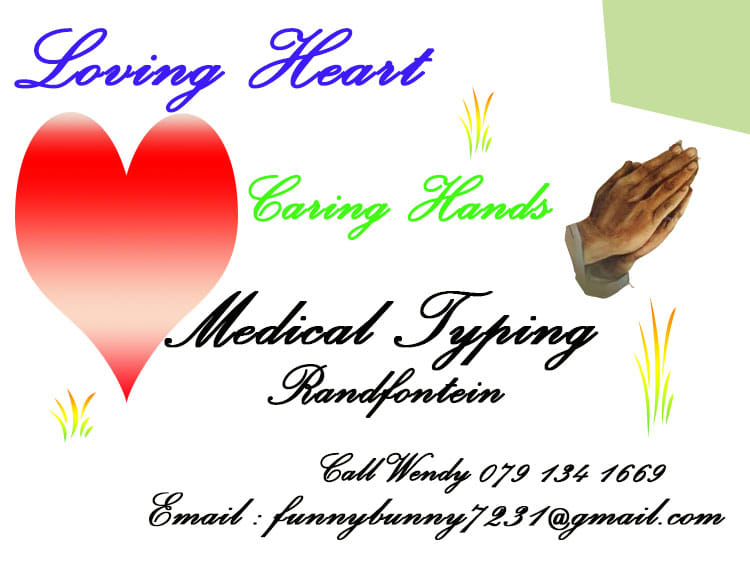 Loving Heart
Caring Hands
Medical Typing
Randfontein
Call Wendy 079 134 1669
Email : funnybunny7231@gmail.com